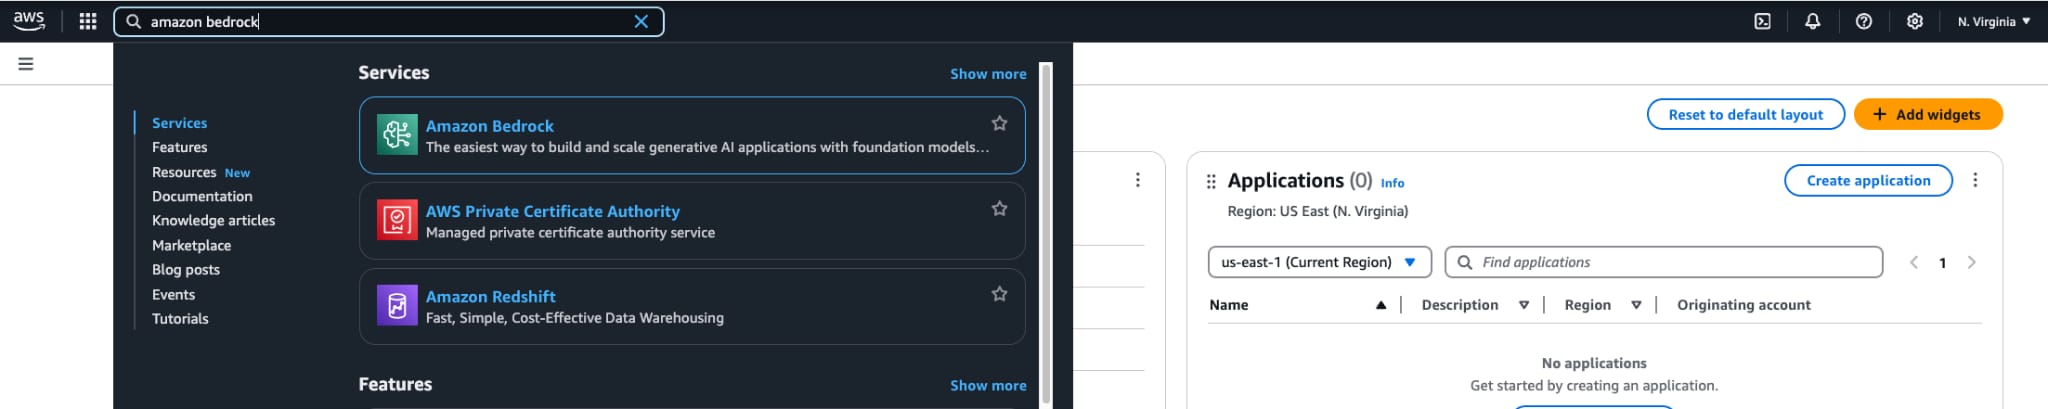 aws
amazon bedrock
N. Virginia
Services
Features
Resources New
Documentation
Knowledge articles
Marketplace
Blog posts
Events
Tutorials
Services
Show more
Amazon Bedrock
The easiest way to build and scale generative AI applications with foundation models...
AWS Private Certificate Authority
Managed private certificate authority service
Amazon Redshift
Fast, Simple, Cost-Effective Data Warehousing
Features
Show more
Reset to default layout
+ Add widgets
Applications (0) Info
Create application
Region: US East (N. Virginia)
us-east-1 (Current Region)
Find applications
1
Name
Description
Region
Originating account
No applications
Get started by creating an application.